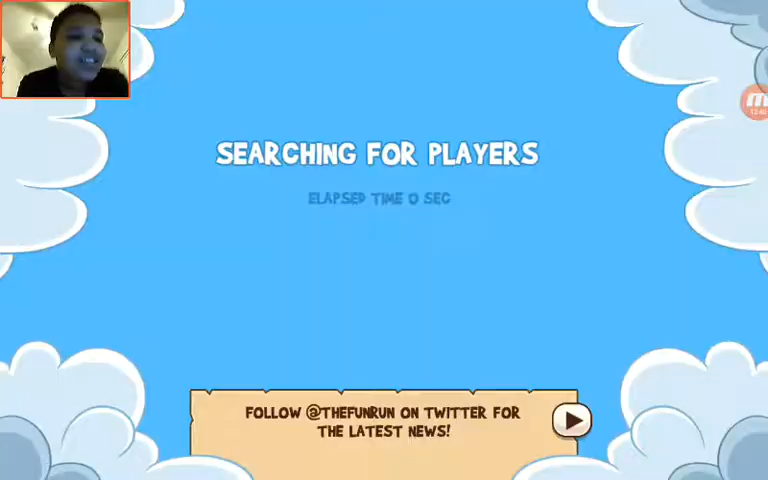 SEARCHING FOR PLAYERS
ELAPSED TIME 0 SEC
FOLLOW @THEFUNRUN ON TWITTER FOR
THE LATEST NEWS!